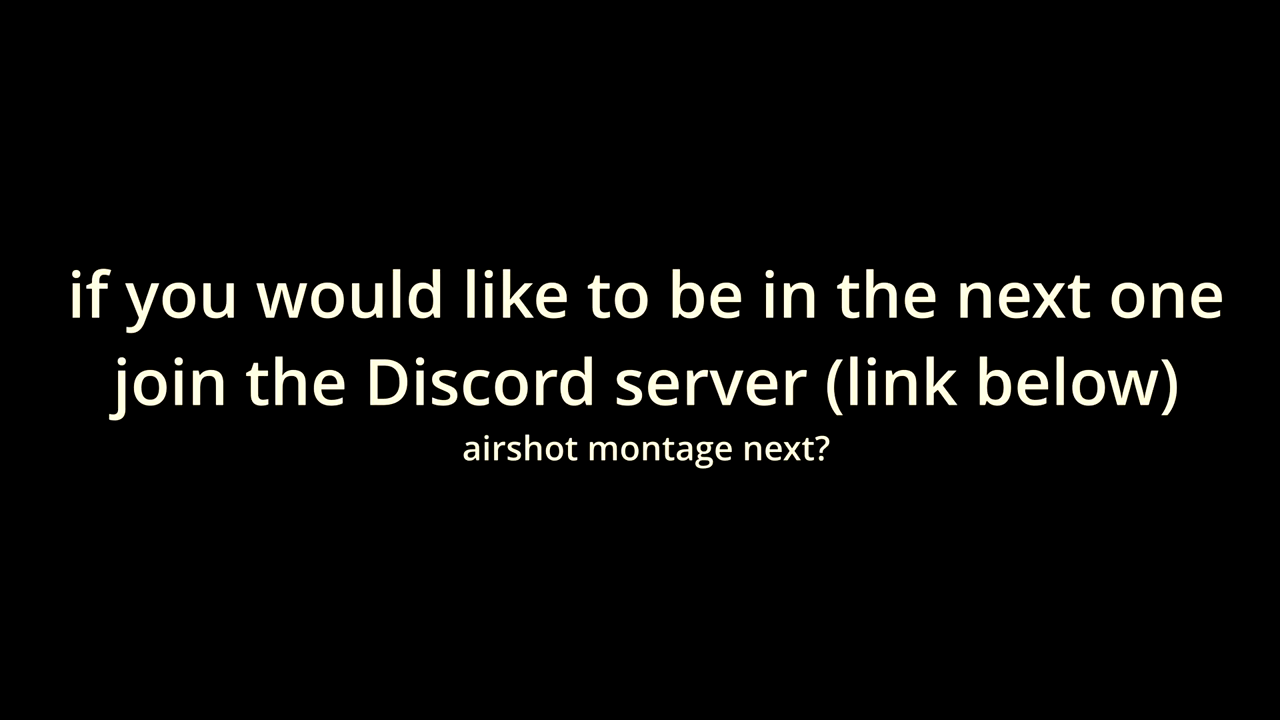 if you would like to be in the next one
join the Discord server (link below)
airshot montage next?